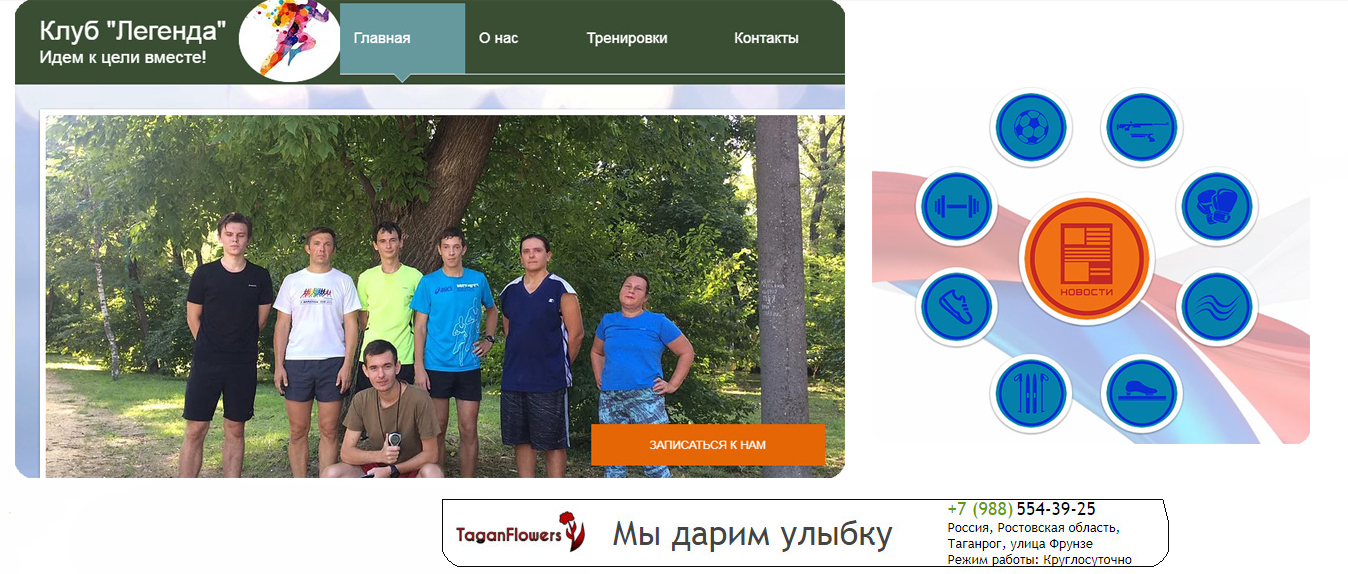 Клуб "Легенда"
Идем к цели вместе!
Главная
О нас
Тренировки
Контакты
ЗАПИСАТЬСЯ К НАМ
НОВОСТИ
TaganFlowers
Мы дарим улыбку
+7 (988) 554-39-25
Россия, Ростовская область,
Таганрог, улица Фрунзе
Режим работы: Круглосуточно